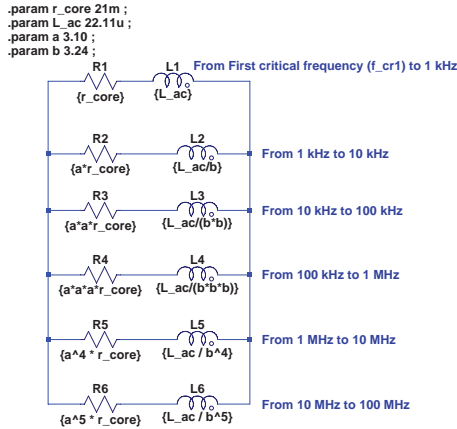 .param r_core 21m ;
.param L_ac 22.11u ;
.param a 3.10 ;
.param b 3.24 ;
R1 L1 From First critical frequency (f_cr1) to 1 kHz
{r_core} {L_ac}
R2 L2 From 1 kHz to 10 kHz
{a*r_core} {L_ac/b}
R3 L3 From 10 kHz to 100 kHz
{a*a*r_core} {L_ac/(b*b)}
R4 L4 From 100 kHz to 1 MHz
{a*a*a*r_core} {L_ac/(b*b*b)}
R5 L5 From 1 MHz to 10 MHz
{a^4 * r_core} {L_ac / b^4}
R6 L6 From 10 MHz to 100 MHz
{a^5 * r_core} {L_ac / b^5}